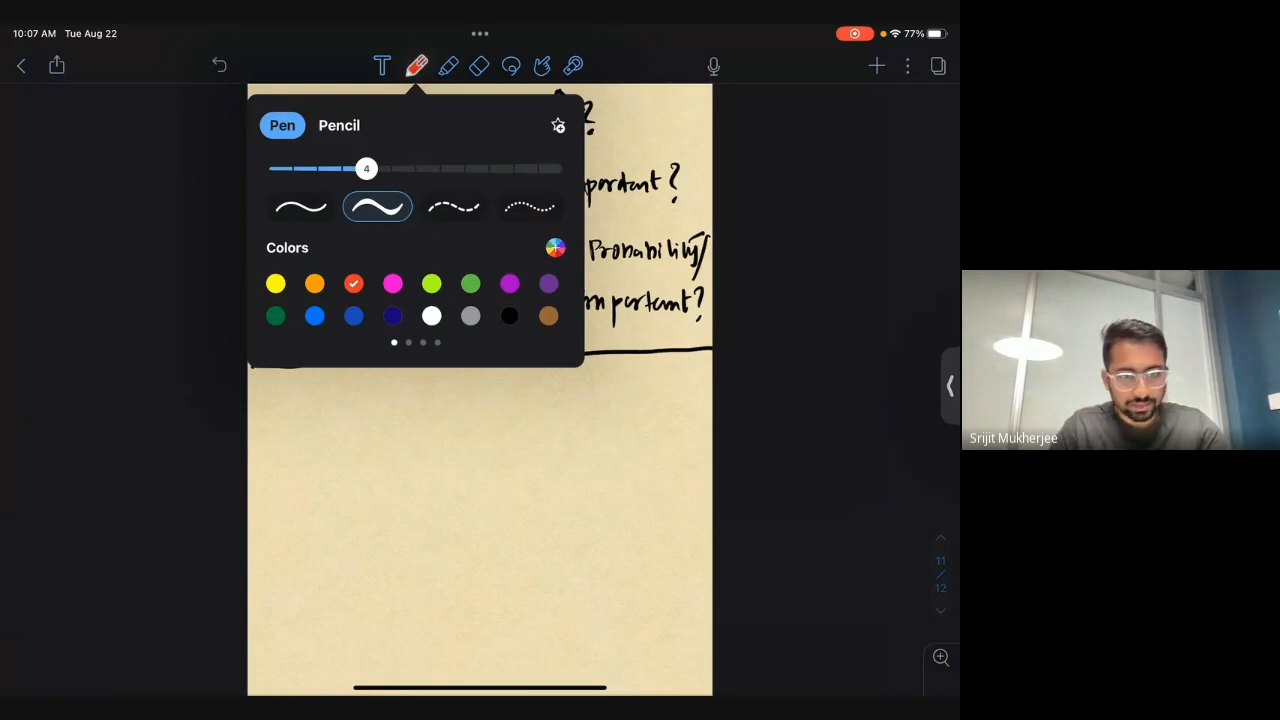 10:07 AM Tue Aug 22
77%
T
Pen Pencil
4
Colors
?
portant?
Probability/
mportant?
11
/
12
Srijit Mukherjee